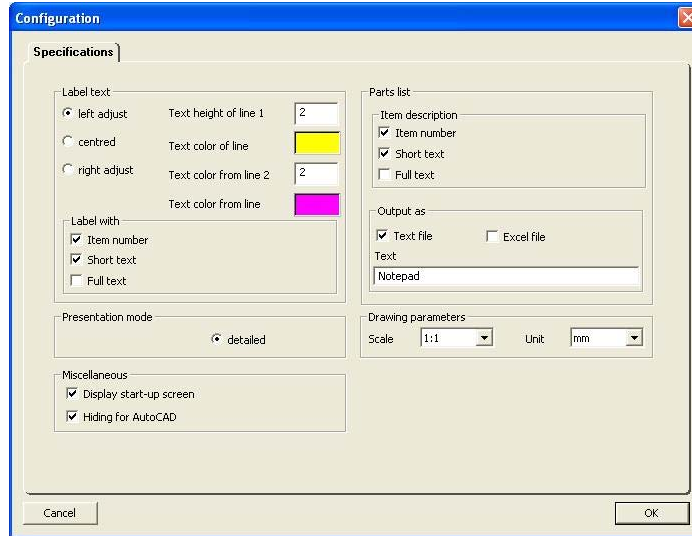 Configuration
Specifications
Label text
left adjust
Text height of line 1
2
centred
Text color of line
right adjust
Text color from line 2
2
Text color from line
Label with
Item number
Short text
Full text
Parts list
Item description
Item number
Short text
Full text
Output as
Text file
Excel file
Text
Notepad
Presentation mode
detailed
Drawing parameters
Scale
1:1
Unit
mm
Miscellaneous
Display start-up screen
Hiding for AutoCAD
Cancel
OK